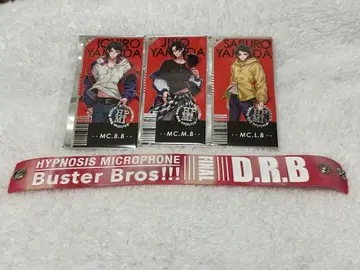 ICHIRO
YAMADA
MC.B.B
JIRO
YAMADA
MC.M.B
SABURO
YAMADA
MC.L.B
HYPNOSIS MICROPHONE
Buster Bros!!!
FINAL
D.R.B